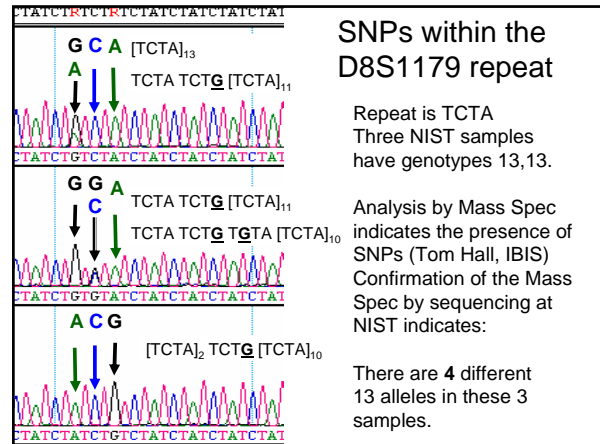 CTATCTRTCTRTCTATCTATCTATCTAT
G C A [TCTA]13
A
TCTA TCTG [TCTA]11
CTATCTGTCTATCTATCTATCTATCTAT
G G A
C
TCTA TCTG [TCTA]11
TCTA TCTG TGTA [TCTA]10
CTATCTGTGTATCTATCTATCTATCTAT
A C G
[TCTA]2 TCTG [TCTA]10
CTATCTATCTGTCTATCTATCTATCTAT
SNPs within the
D8S1179 repeat
Repeat is TCTA
Three NIST samples
have genotypes 13,13.
Analysis by Mass Spec
indicates the presence of
SNPs (Tom Hall, IBIS)
Confirmation of the Mass
Spec by sequencing at
NIST indicates:
There are 4 different
13 alleles in these 3
samples.